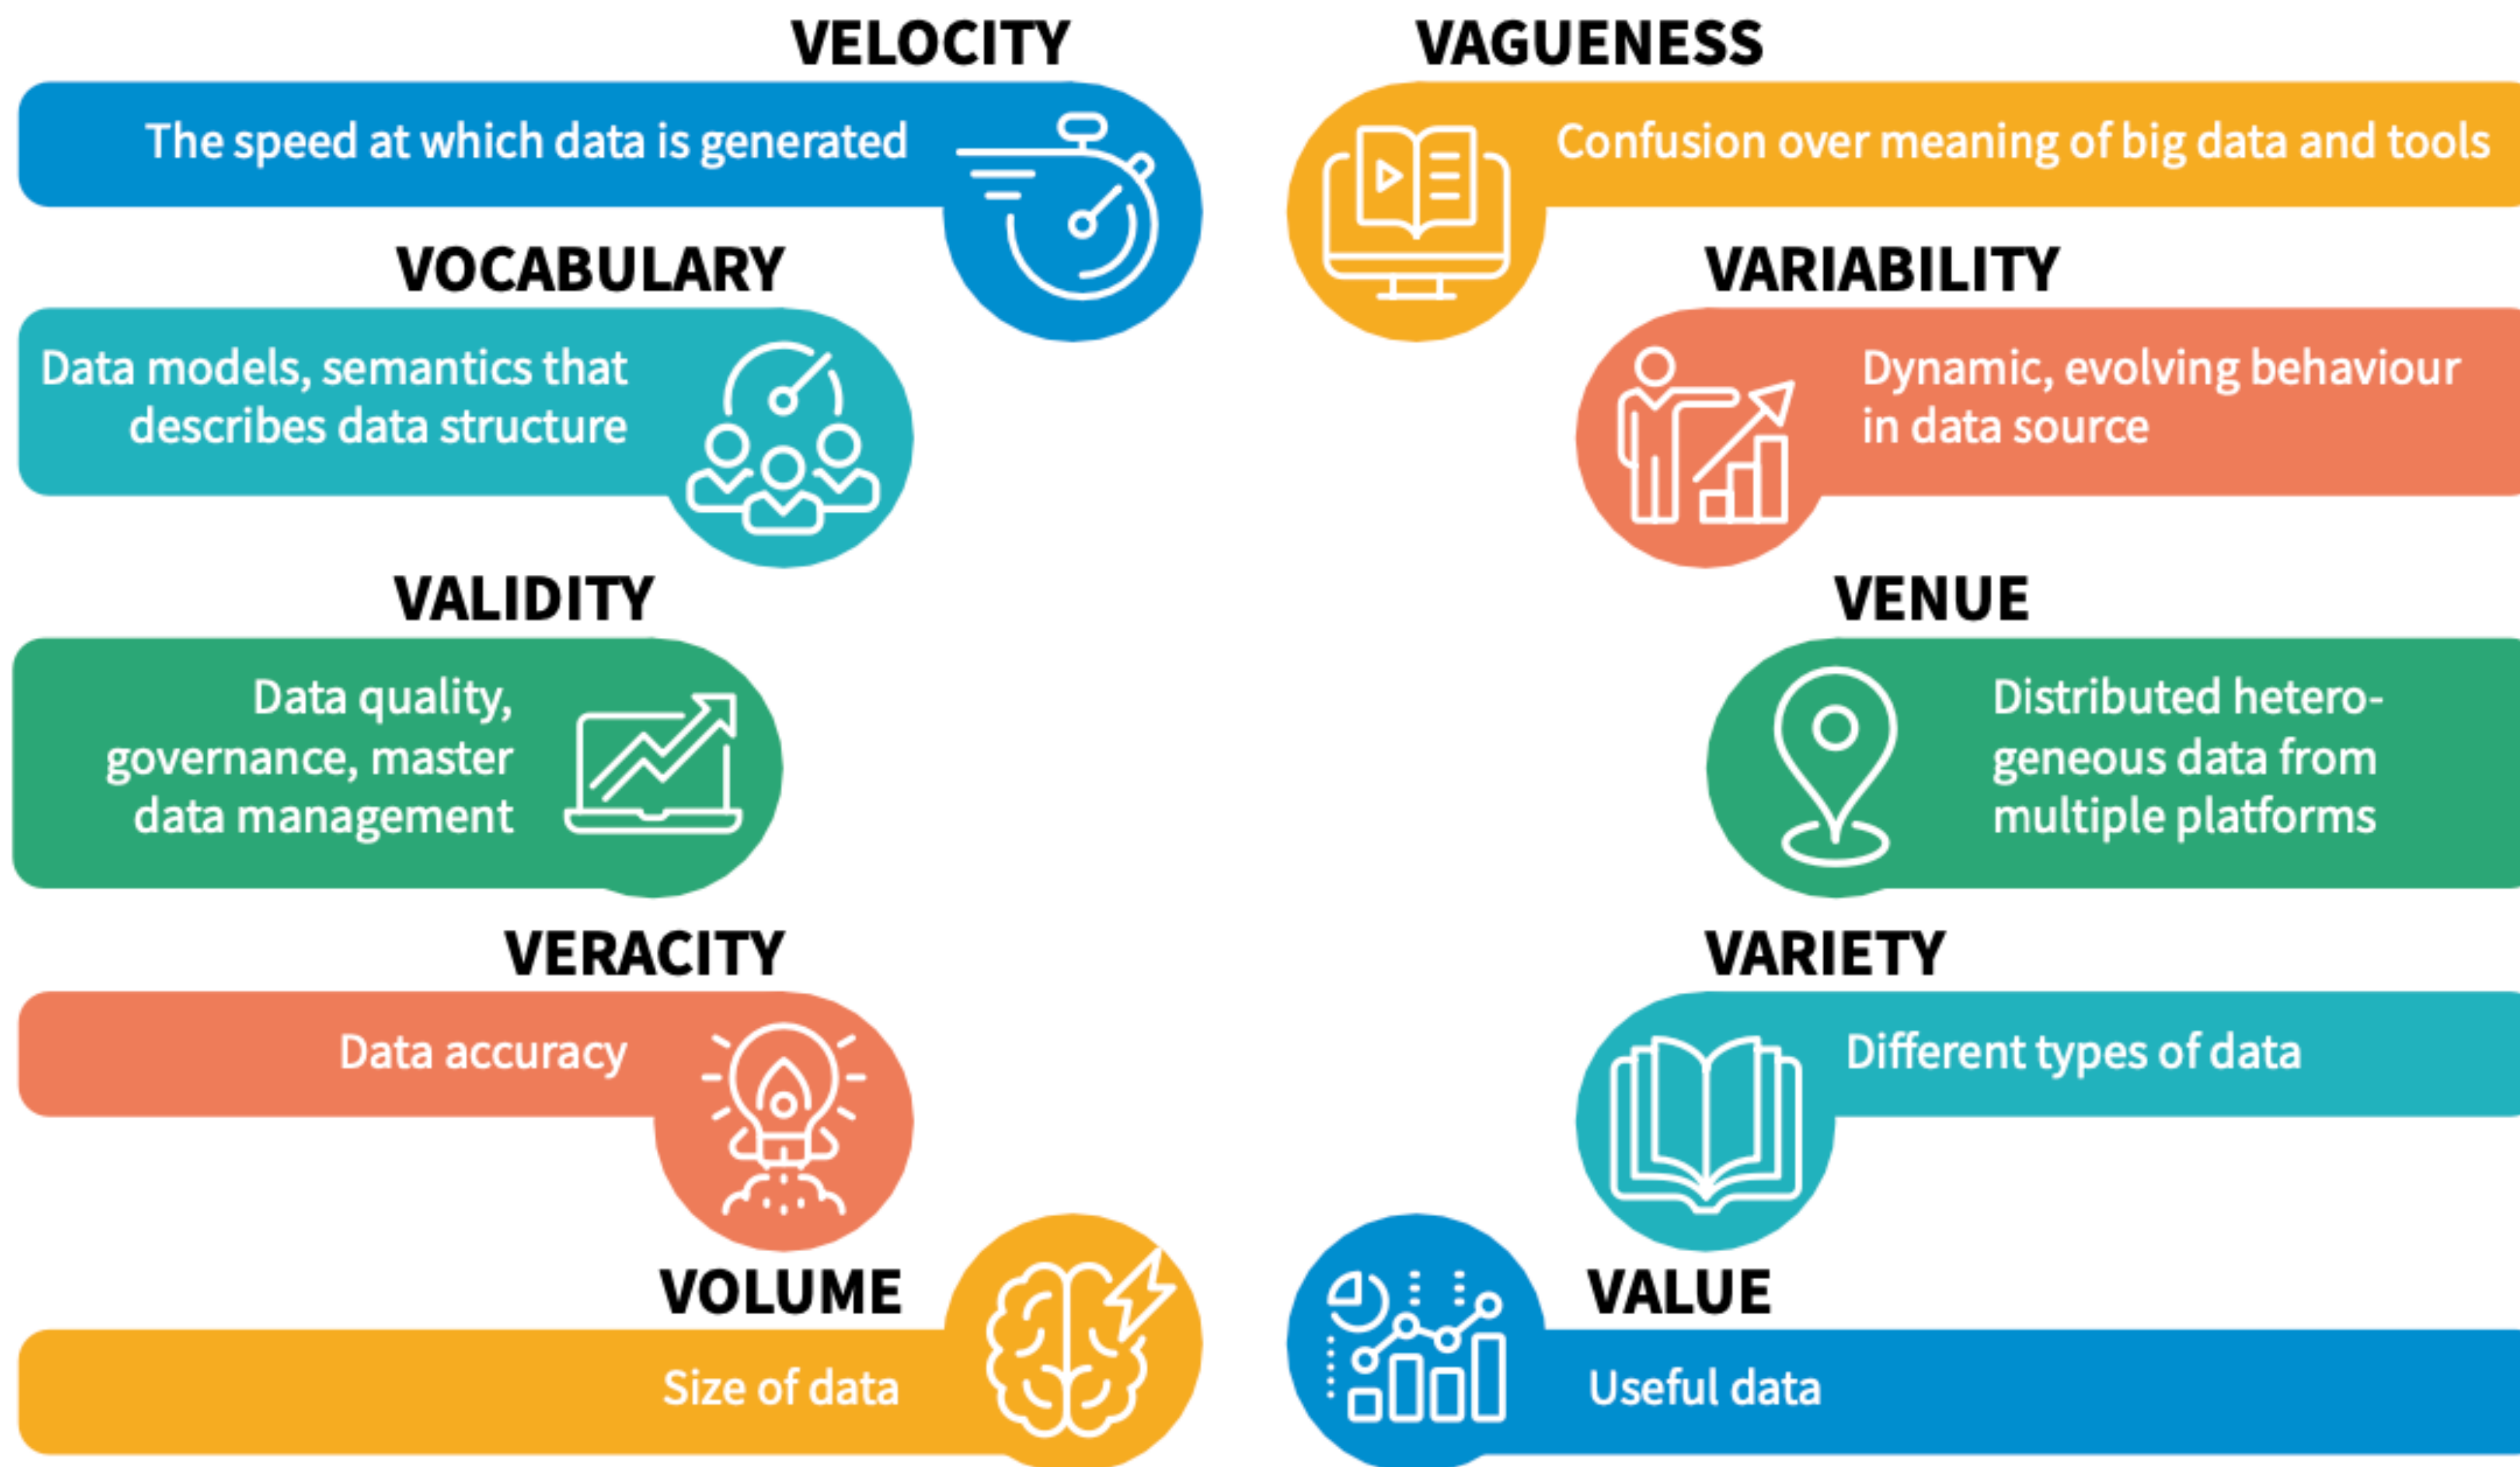 VELOCITY
The speed at which data is generated
VOCABULARY
Data models, semantics that
describes data structure
VALIDITY
Data quality,
governance, master
data management
VERACITY
Data accuracy
VOLUME
Size of data
VAGUENESS
Confusion over meaning of big data and tools
VARIABILITY
Dynamic, evolving behaviour
in data source
VENUE
Distributed hetero-
geneous data from
multiple platforms
VARIETY
Different types of data
VALUE
Useful data